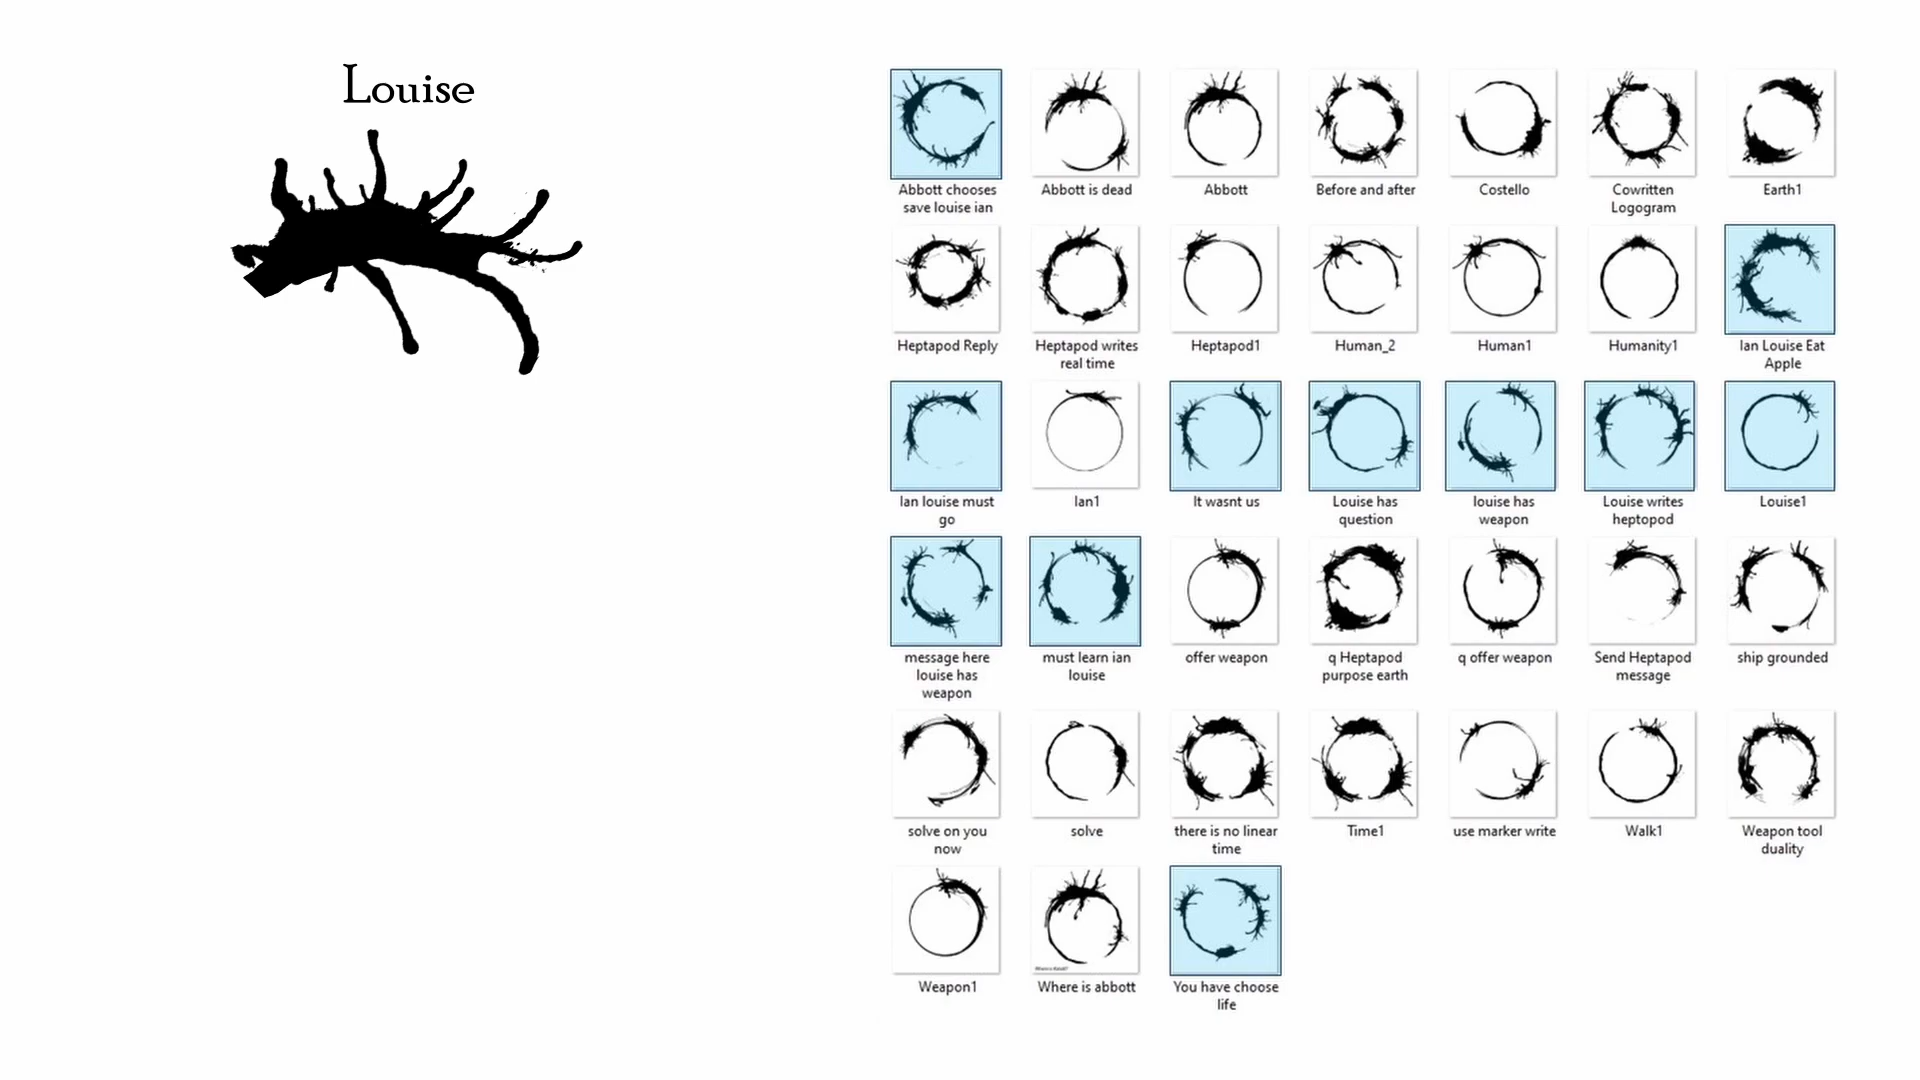 Louise
Abbott chooses
save louise ian
Abbott is dead
Abbott
Before and after
Costello
Cowritten
Logogram
Earth1
Heptapod Reply
Heptapod writes
real time
Heptapod1
Human_2
Human1
Humanity1
Ian Louise Eat
Apple
Ian louise must
go
Ian1
It wasnt us
Louise has
question
louise has
weapon
Louise writes
heptopod
Louise1
message here
louise has
weapon
must learn ian
louise
offer weapon
q Heptapod
purpose earth
q offer weapon
Send Heptapod
message
ship grounded
solve on you
now
solve
there is no linear
time
Time1
use marker write
Walk1
Weapon tool
duality
Weapon1
Where is abbott
You have choose
life